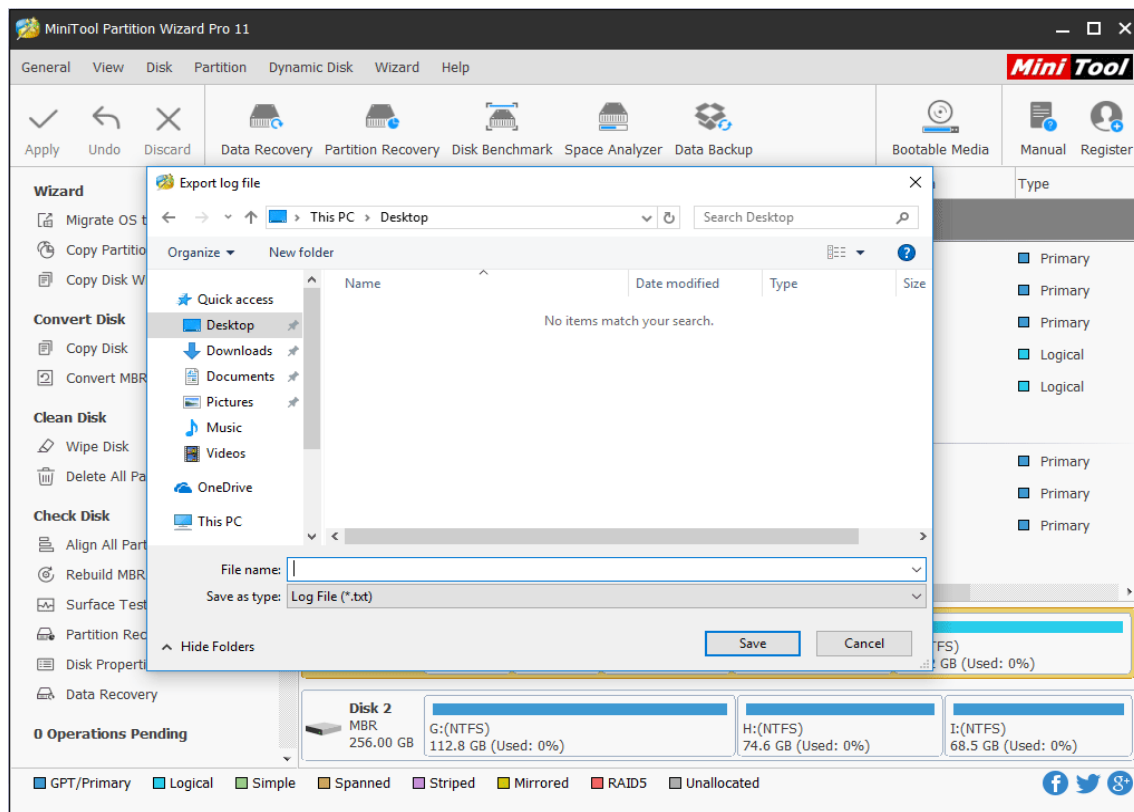 MiniTool Partition Wizard Pro 11
General View Disk Partition Dynamic Disk Wizard Help
Mini Tool
Apply Undo Discard Data Recovery Partition Recovery Disk Benchmark Space Analyzer Data Backup Bootable Media Manual Register
Wizard
Migrate OS t
Copy Partitio
Copy Disk W
Convert Disk
Copy Disk
Convert MBR
Clean Disk
Wipe Disk
Delete All Pa
Check Disk
Align All Part
Rebuild MBR
Surface Test
Partition Rec
Disk Properti
Data Recovery
0 Operations Pending
Export log file
This PC > Desktop
Search Desktop
Organize New folder
Name Date modified Type Size
No items match your search.
Quick access
Desktop
Downloads
Documents
Pictures
Music
Videos
OneDrive
This PC
File name:
Save as type: Log File (*.txt)
Hide Folders
Save Cancel
Type
Primary
Primary
Primary
Logical
Logical
Primary
Primary
Primary
GB (Used: 0%)
Disk 2
MBR
256.00 GB
G:(NTFS)
112.8 GB (Used: 0%)
H:(NTFS)
74.6 GB (Used: 0%)
I:(NTFS)
68.5 GB (Used: 0%)
GPT/Primary Logical Simple Spanned Striped Mirrored RAID5 Unallocated